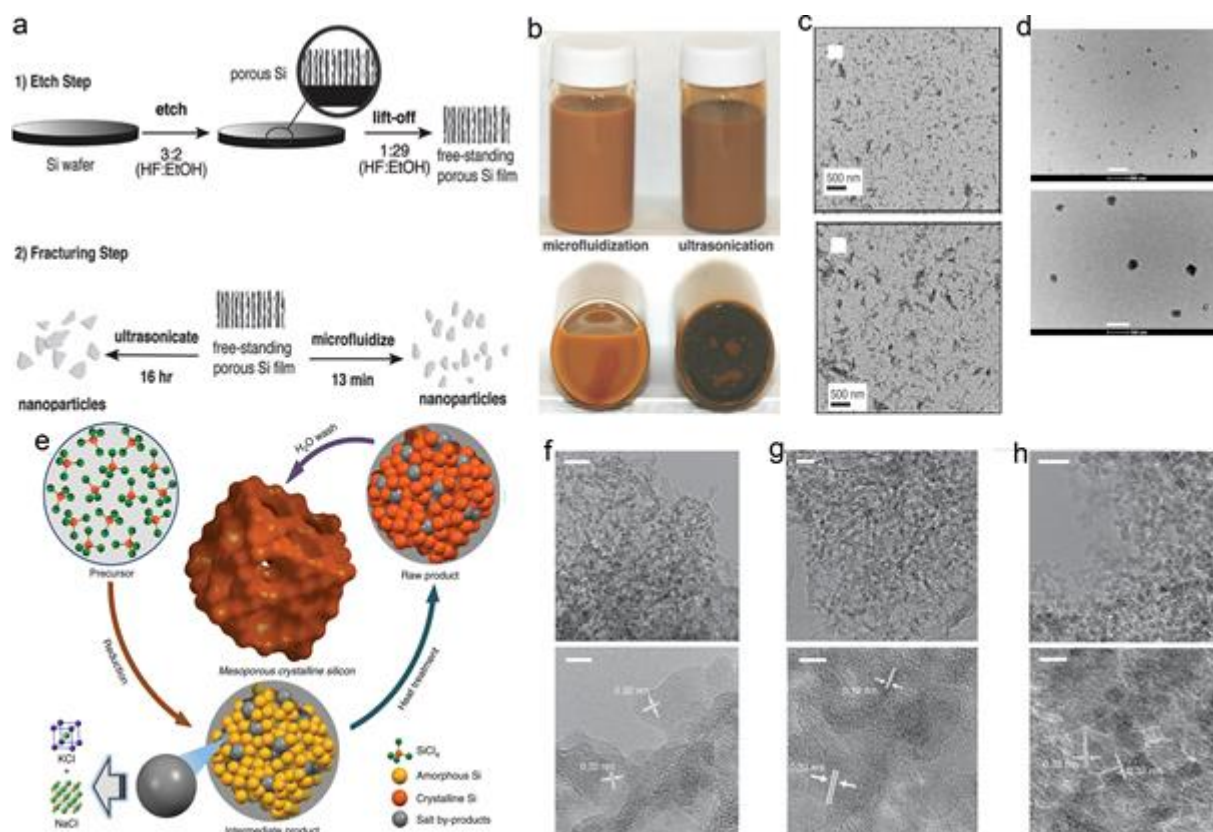 a
1) Etch Step
porous Si
etch
3:2
(HF:EtOH)
Si wafer
lift-off
1:29
(HF:EtOH)
free-standing
porous Si film
2) Fracturing Step
ultrasonicate
16 hr
nanoparticles
free-standing
porous Si film
microfluidize
13 min
nanoparticles
b
microfluidization
ultrasonication
c
500 nm
500 nm
d
e
Precursor
H₂O wash
Raw product
Mesoporous crystalline silicon
Reduction
Heat treatment
KCl
+
NaCl
Intermediate product
SiCl₄
Amorphous Si
Crystalline Si
Salt by-products
f
g
h